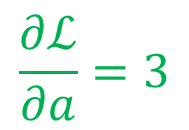 ∂ℒ/∂a = 3